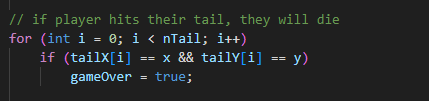 // if player hits their tail, they will die
for (int i = 0; i < nTail; i++)
    if (tailX[i] == x && tailY[i] == y)
        gameOver = true;